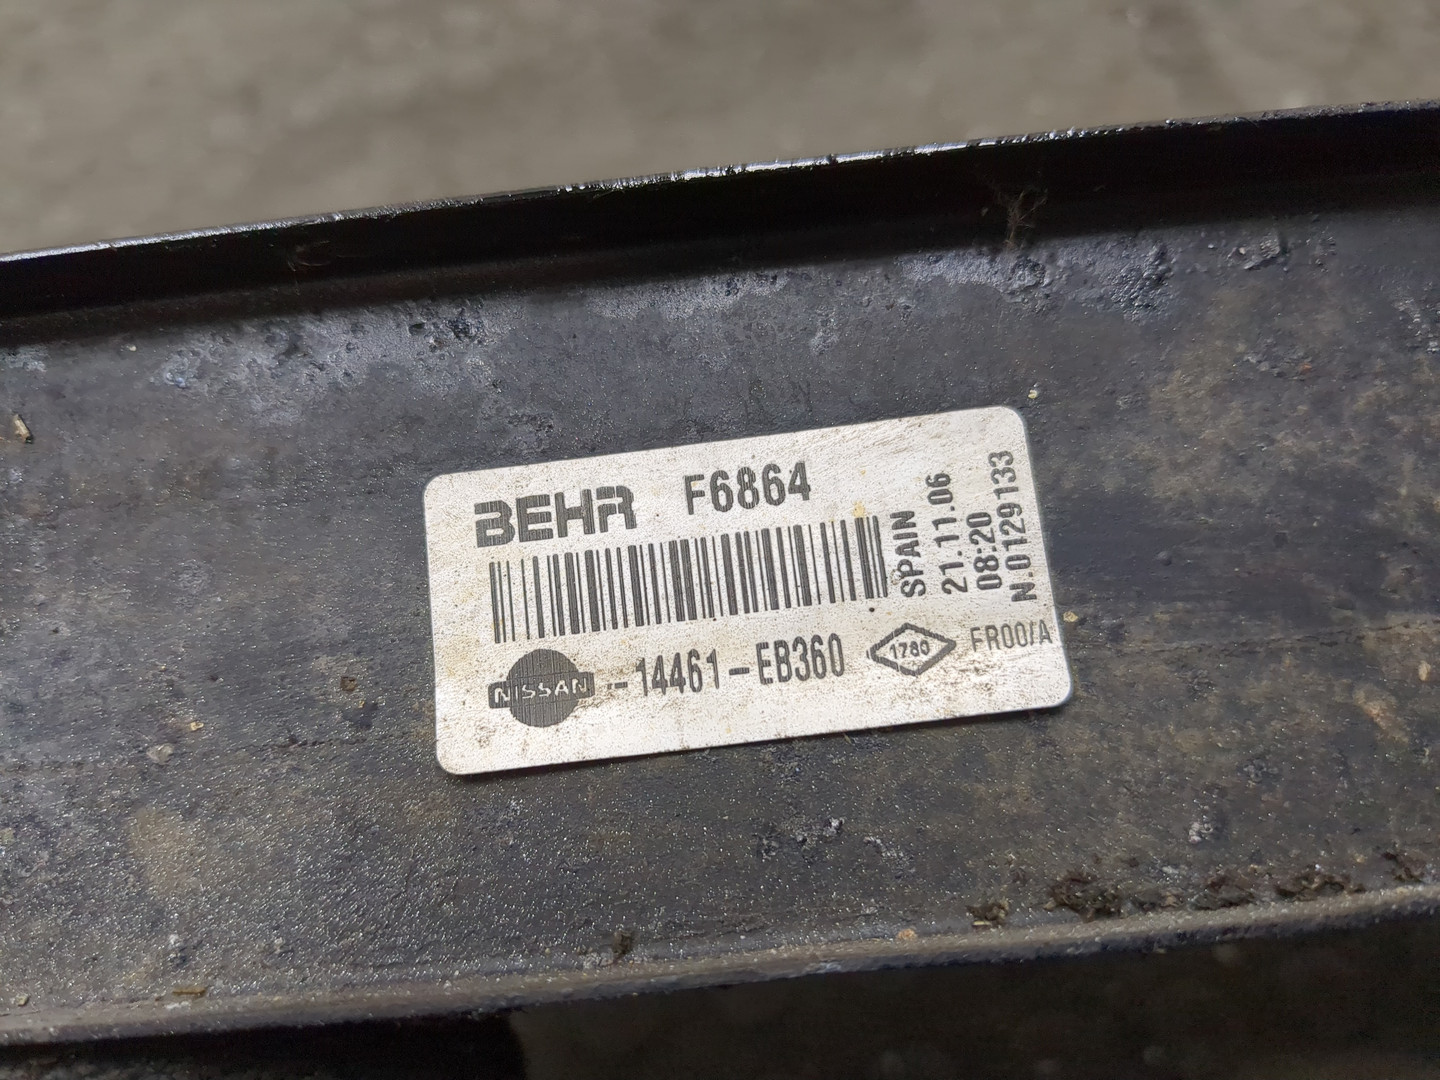 BEHR F6864
SPAIN
21.11.06
08:20
N.0129133
NISSAN -14461-EB360
1780
FR00/A